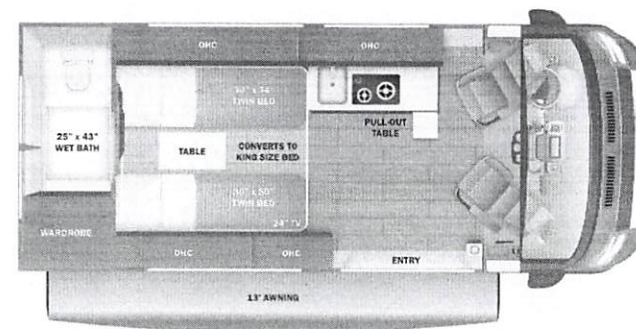 OHC
OHC
TWIN BED
25" x 43"
WET BATH
PULL-OUT
TABLE
TABLE
CONVERTS TO
KING SIZE BED
TWIN BED
24" TV
WARDROBE
OHC
OHC
ENTRY
13' AWNING